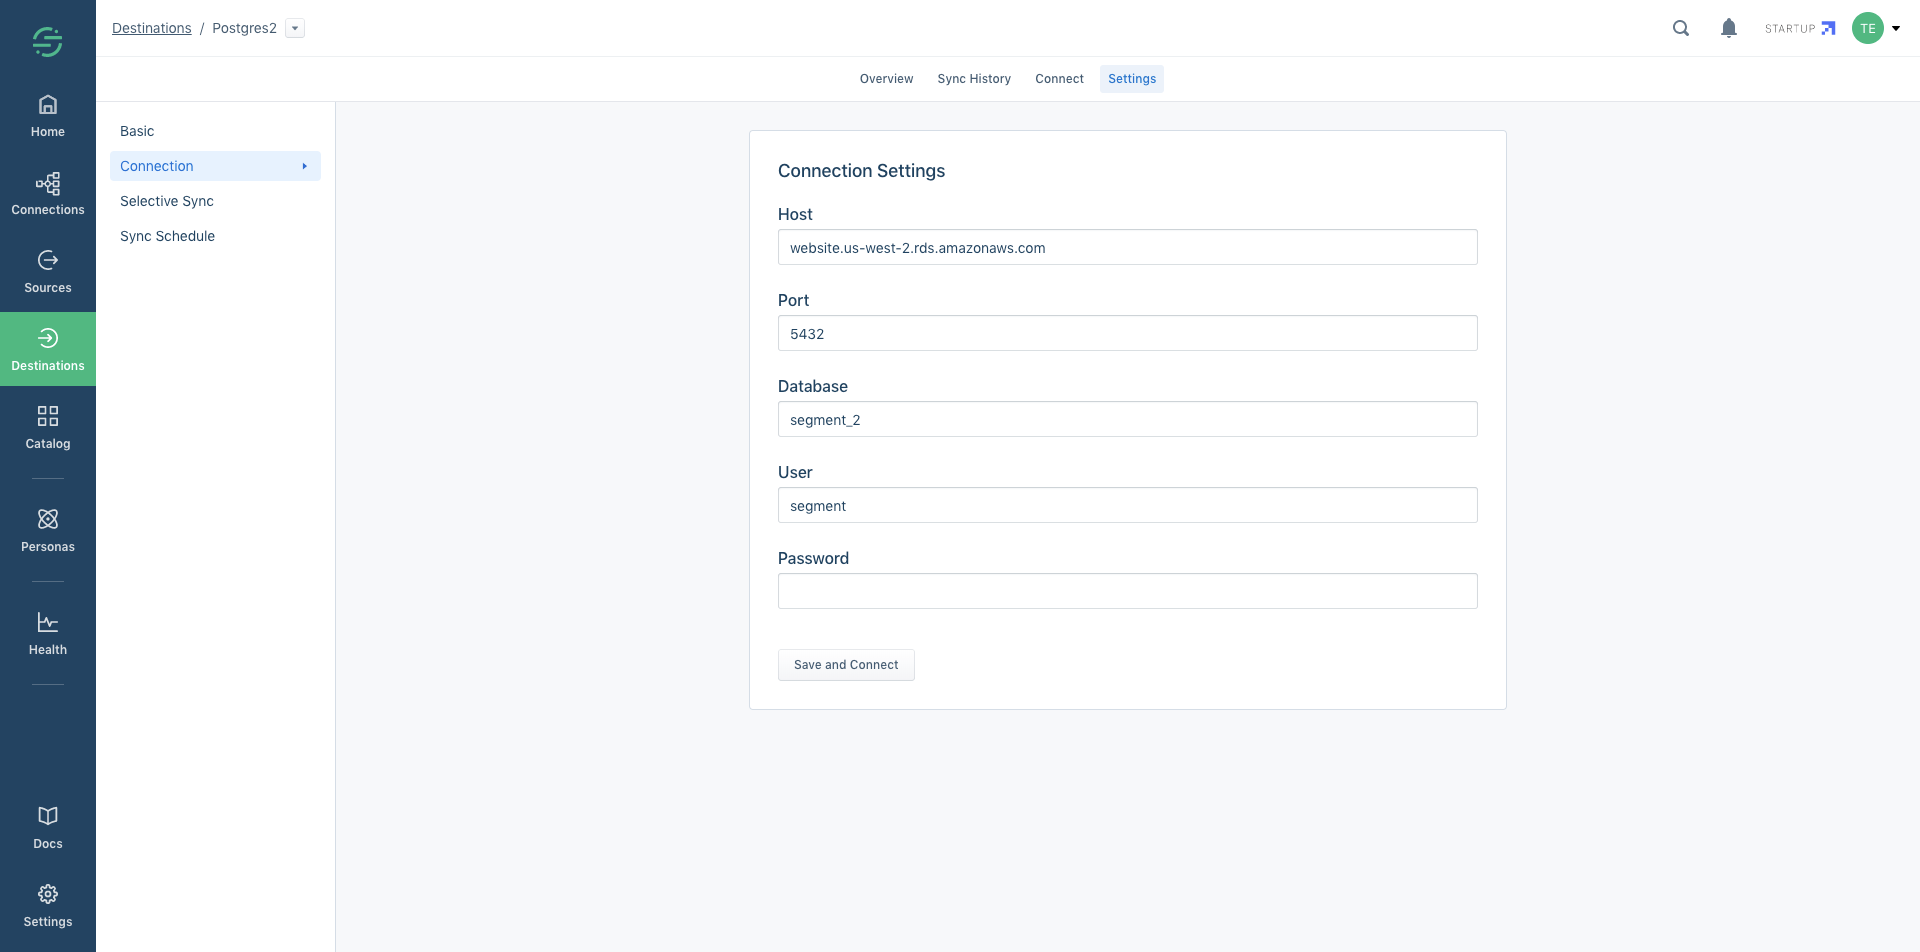 Destinations / Postgres2
STARTUP
TE
Overview
Sync History
Connect
Settings
Home
Connections
Sources
Destinations
Catalog
Personas
Health
Docs
Settings
Basic
Connection
Selective Sync
Sync Schedule
Connection Settings
Host
website.us-west-2.rds.amazonaws.com
Port
5432
Database
segment_2
User
segment
Password
Save and Connect